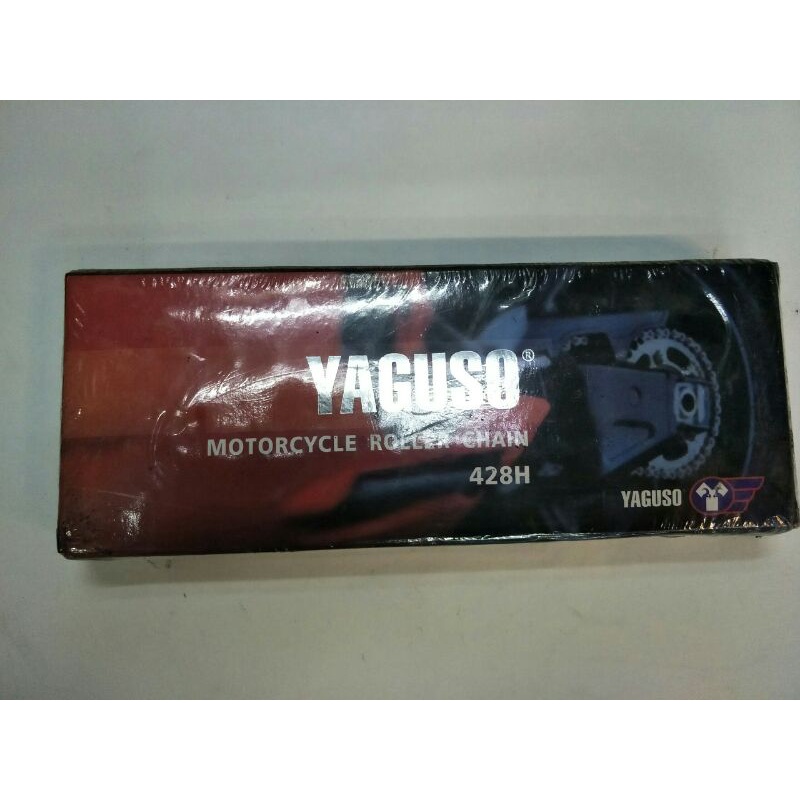 YAGUSO®
MOTORCYCLE ROLLER CHAIN
428H
YAGUSO